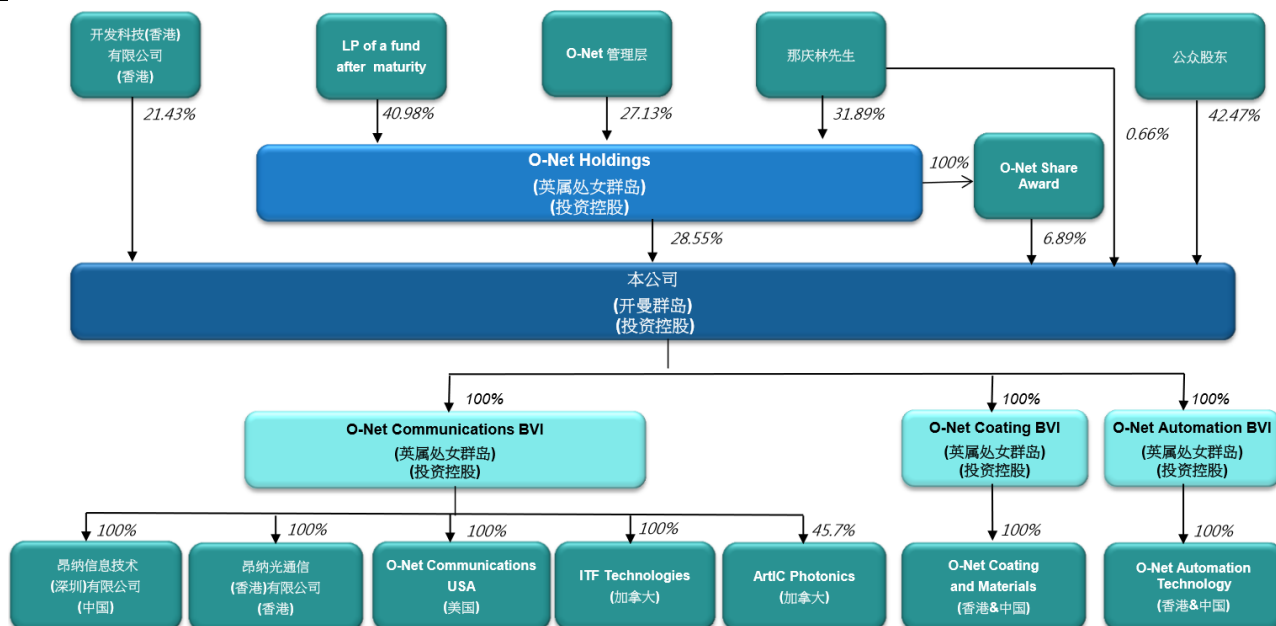 开发科技(香港)
有限公司
(香港)
LP of a fund
after maturity
O-Net 管理层
那庆林先生
公众股东
21.43%
40.98%
27.13%
31.89%
0.66%
42.47%
O-Net Holdings
(英属处女群岛)
(投资控股)
100%
O-Net Share
Award
28.55%
6.89%
本公司
(开曼群岛)
(投资控股)
100%
100%
100%
O-Net Communications BVI
(英属处女群岛)
(投资控股)
O-Net Coating BVI
(英属处女群岛)
(投资控股)
O-Net Automation BVI
(英属处女群岛)
(投资控股)
100%
100%
100%
100%
45.7%
100%
100%
昂纳信息技术
(深圳)有限公司
(中国)
昂纳光通信
(香港)有限公司
(香港)
O-Net Communications
USA
(美国)
ITF Technologies
(加拿大)
ArtIC Photonics
(加拿大)
O-Net Coating
and Materials
(香港&中国)
O-Net Automation
Technology
(香港&中国)